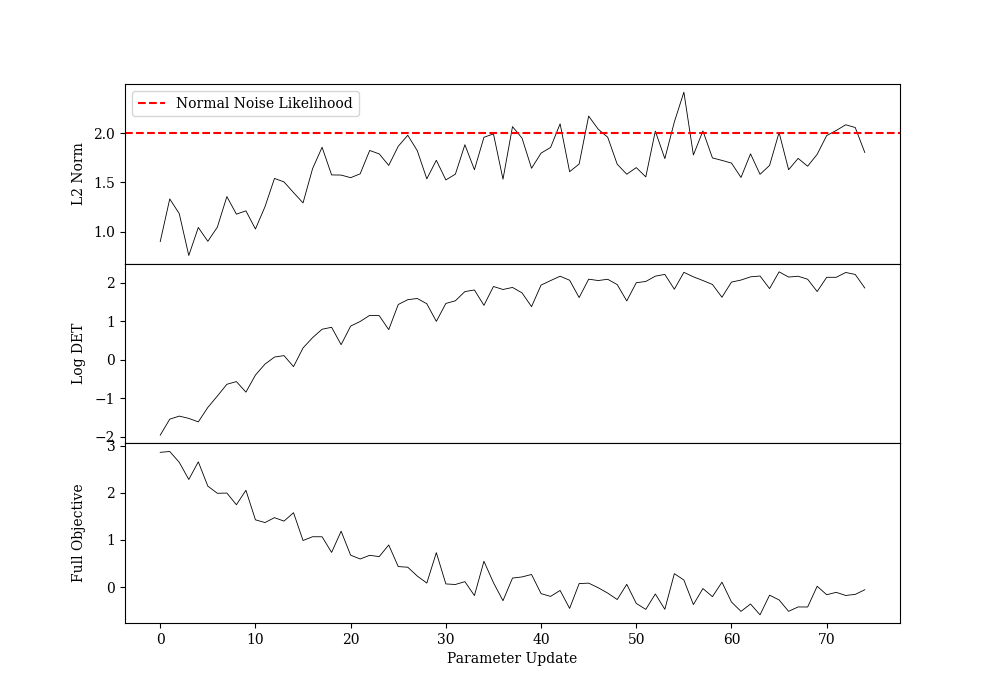 Normal Noise Likelihood
L2 Norm
2.0
1.5
1.0
Log DET
2
1
0
−1
−2
Full Objective
3
2
1
0
0 10 20 30 40 50 60 70
Parameter Update